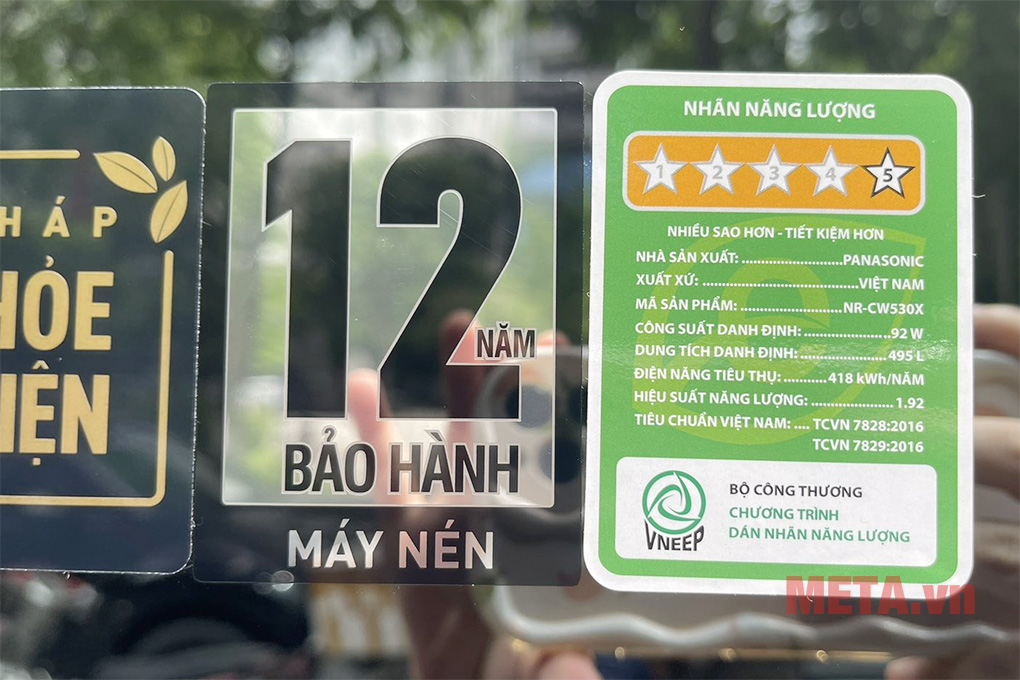 HÁP
HỎE
IỆN
12
NĂM
BẢO HÀNH
MÁY NÉN
NHÃN NĂNG LƯỢNG
1 2 3 4 5
NHIỀU SAO HƠN - TIẾT KIỆM HƠN
NHÀ SẢN XUẤT: .........................PANASONIC
XUẤT XỨ: .......................................VIỆT NAM
MÃ SẢN PHẨM: ........................NR-CW530X
CÔNG SUẤT DANH ĐỊNH: .....................92 W
DUNG TÍCH DANH ĐỊNH: ......................495 L
ĐIỆN NĂNG TIÊU THỤ: ...........418 kWh/NĂM
HIỆU SUẤT NĂNG LƯỢNG: .....................1.92
TIÊU CHUẨN VIỆT NAM: .... TCVN 7828:2016
TCVN 7829:2016
VNEEP
BỘ CÔNG THƯƠNG
CHƯƠNG TRÌNH
DÁN NHÃN NĂNG LƯỢNG
META.vn